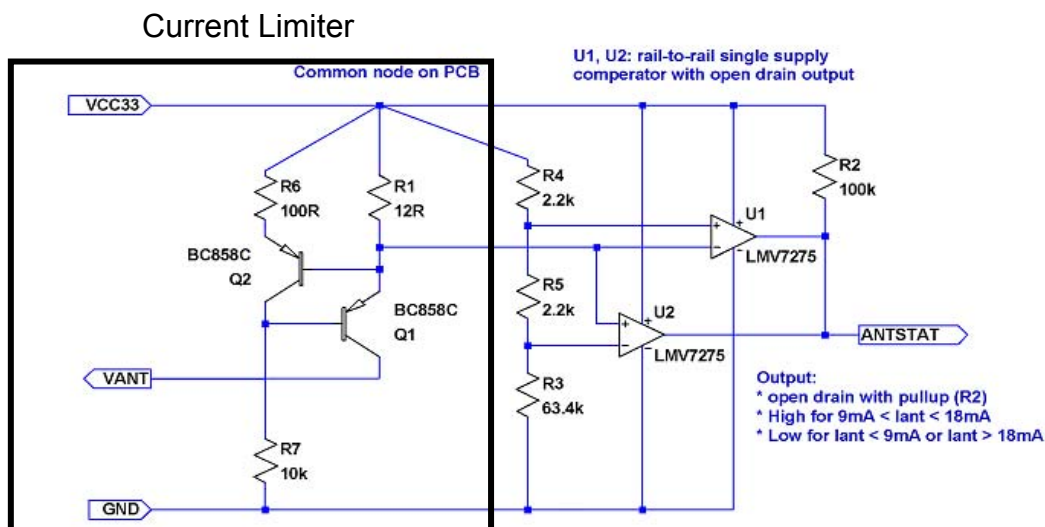 Current Limiter
U1, U2: rail-to-rail single supply
comperator with open drain output
Common node on PCB
VCC33
R6
100R
R1
12R
R4
2.2k
R2
100k
BC858C
Q2
BC858C
Q1
+
−
+
−
U1
LMV7275
R5
2.2k
+
−
+
−
U2
LMV7275
ANTSTAT
VANT
R3
63.4k
Output:
* open drain with pullup (R2)
* High for 9mA < Iant < 18mA
* Low for Iant < 9mA or Iant > 18mA
R7
10k
GND